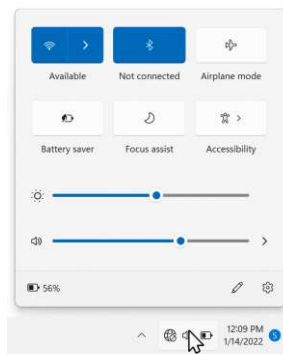 Available Not connected Airplane mode
Battery saver Focus assist Accessibility
56%
12:09 PM
1/14/2022
5